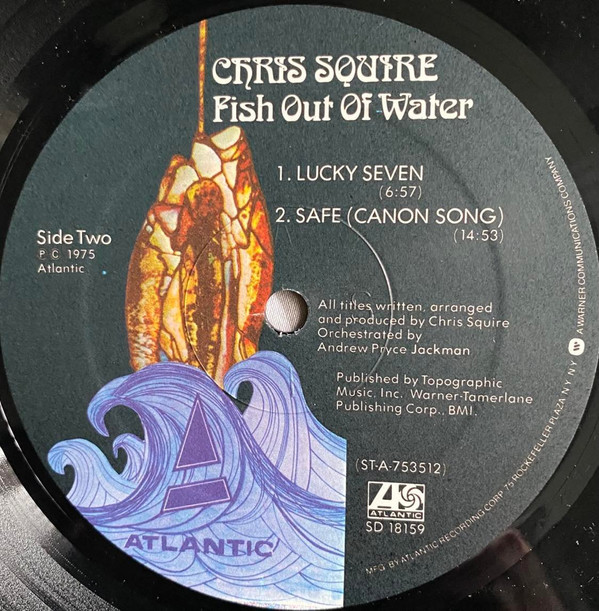 CHRIS SQUIRE
Fish Out Of Water
1. LUCKY SEVEN
(6:57)
2. SAFE (CANON SONG)
(14:53)
Side Two
Ⓟ Ⓒ 1975
Atlantic
All titles written, arranged
and produced by Chris Squire
Orchestrated by
Andrew Pryce Jackman
Published by Topographic
Music, Inc. Warner-Tamerlane
Publishing Corp., BMI.
(ST-A-753512)
ATLANTIC
SD 18159
ATLANTIC
MFG. BY ATLANTIC RECORDING CORP. 75 ROCKEFELLER PLAZA N.Y. N.Y. A WARNER COMMUNICATIONS COMPANY